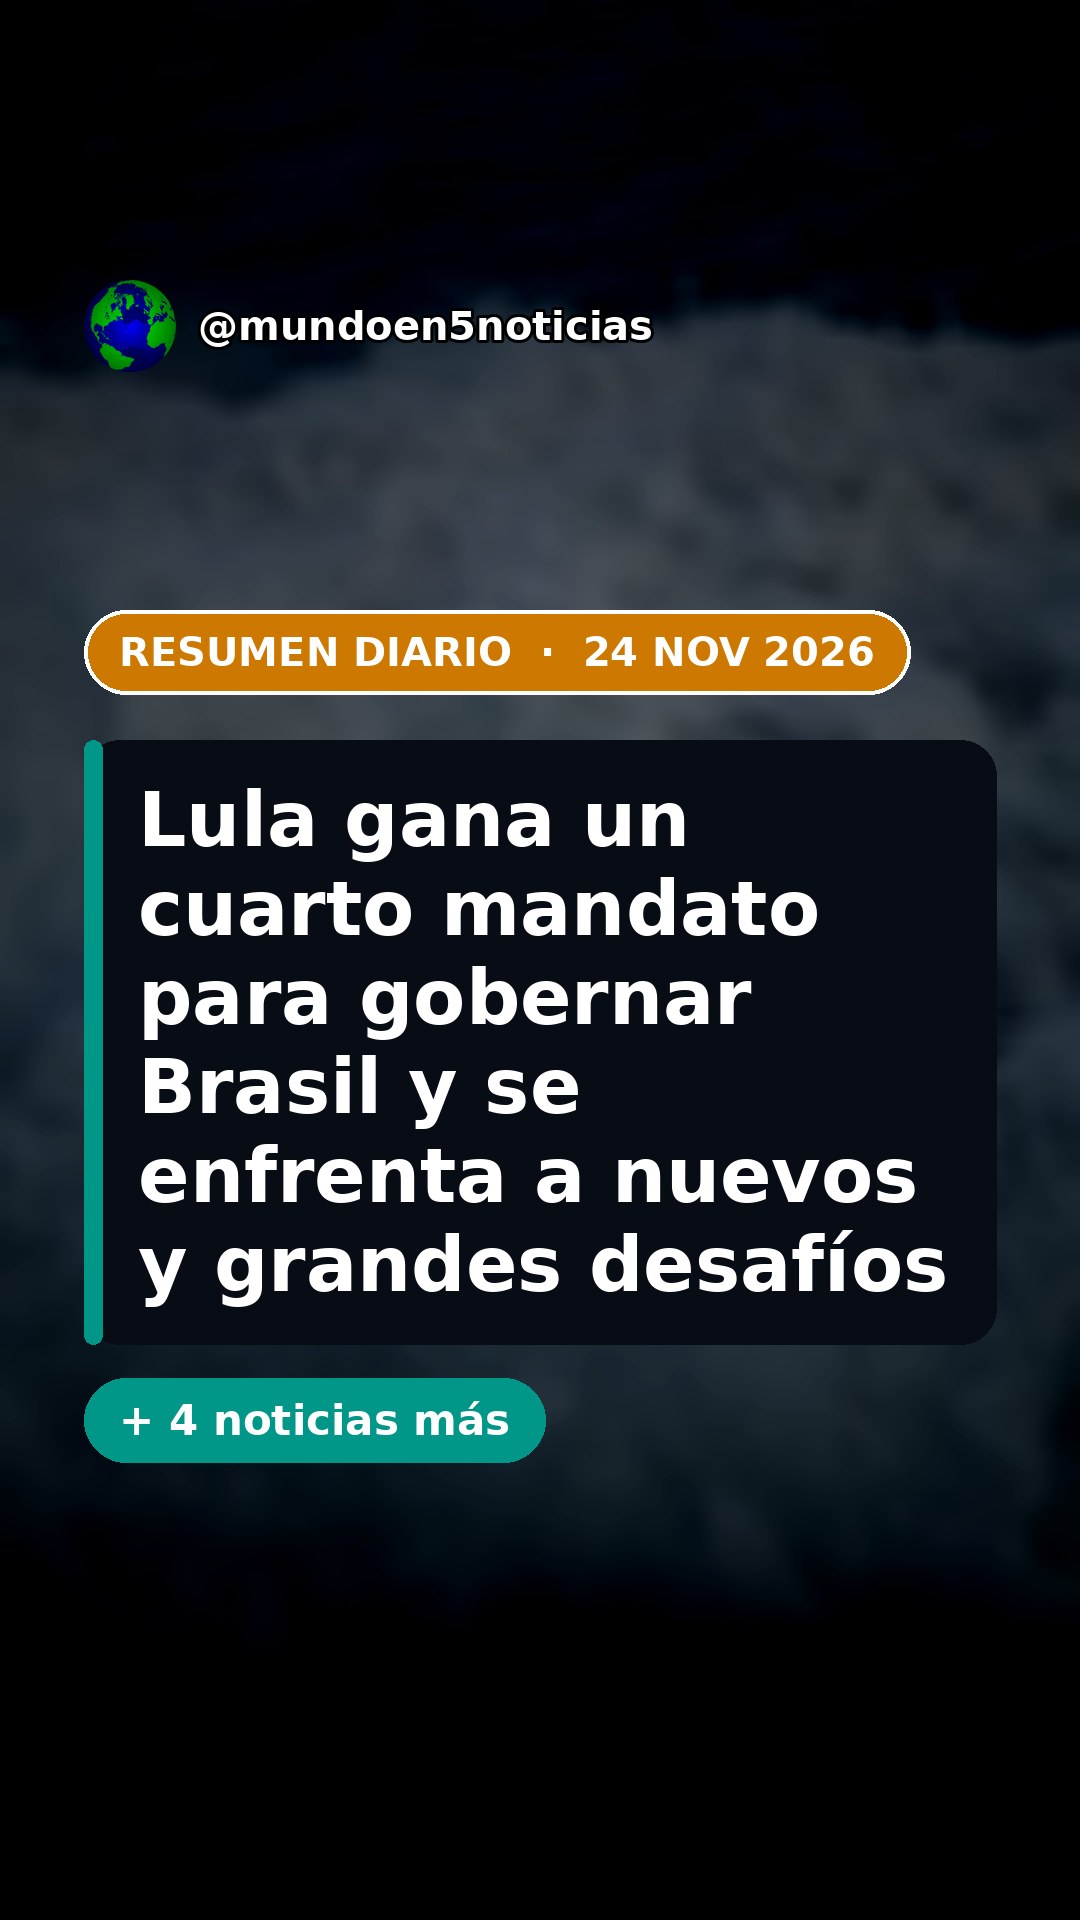 @mundoen5noticias
RESUMEN DIARIO · 24 NOV 2026
Lula gana un
cuarto mandato
para gobernar
Brasil y se
enfrenta a nuevos
y grandes desafíos
+ 4 noticias más